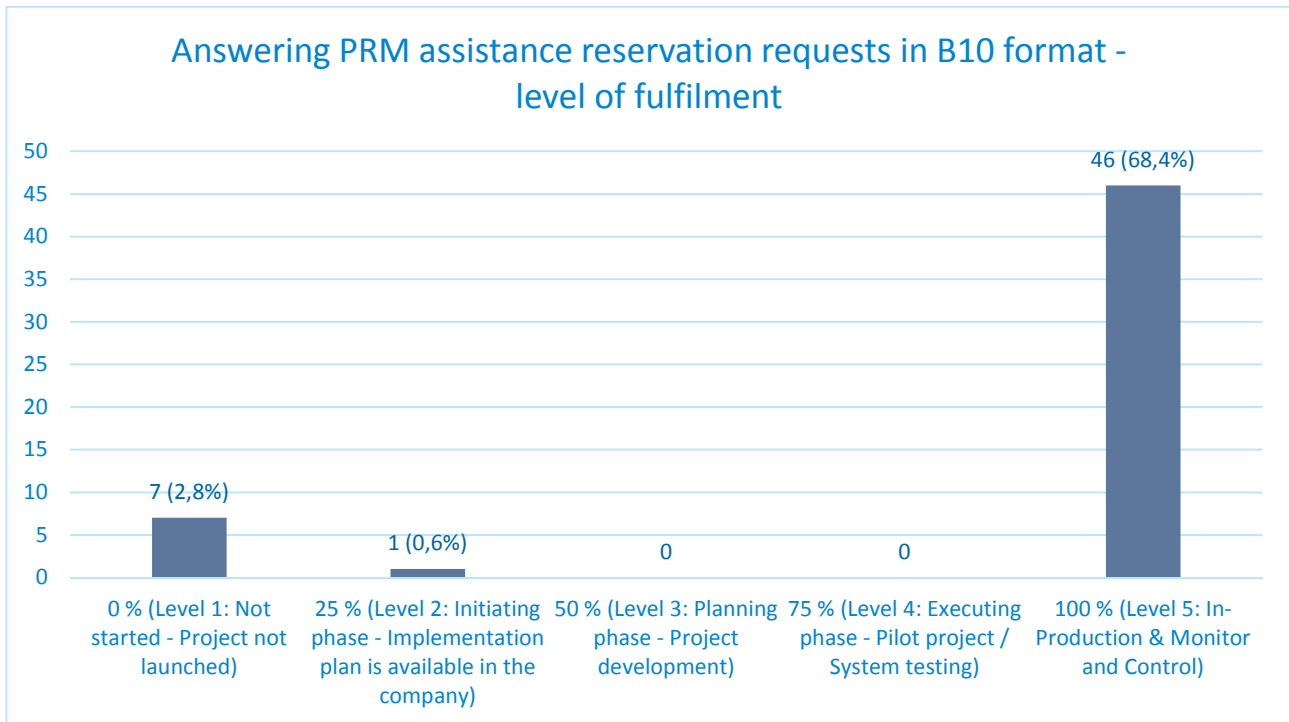 Answering PRM assistance reservation requests in B10 format -
level of fulfilment
50
45
40
35
30
25
20
15
10
5
0
7 (2,8%)
1 (0,6%)
0
0
46 (68,4%)
0 % (Level 1: Not
started - Project not
launched)
25 % (Level 2: Initiating
phase - Implementation
plan is available in the
company)
50 % (Level 3: Planning
phase - Project
development)
75 % (Level 4: Executing
phase - Pilot project /
System testing)
100 % (Level 5: In-
Production & Monitor
and Control)